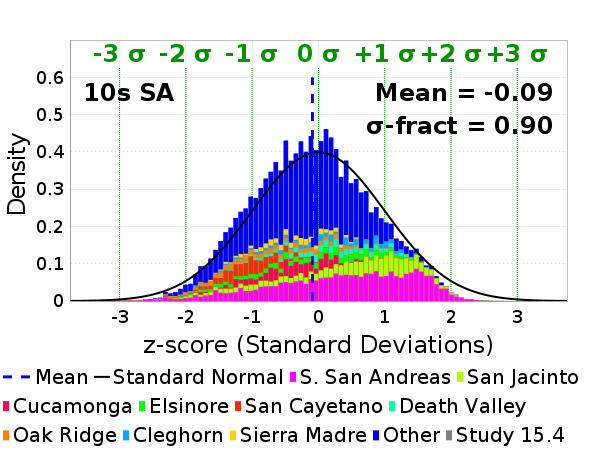 -3 σ -2 σ -1 σ 0 σ +1 σ +2 σ +3 σ
10s SA
Mean = -0.09
σ-fract = 0.90
Density
0.6
0.5
0.4
0.3
0.2
0.1
0
-3 -2 -1 0 1 2 3
z-score (Standard Deviations)
Mean Standard Normal S. San Andreas San Jacinto
Cucamonga Elsinore San Cayetano Death Valley
Oak Ridge Cleghorn Sierra Madre Other Study 15.4